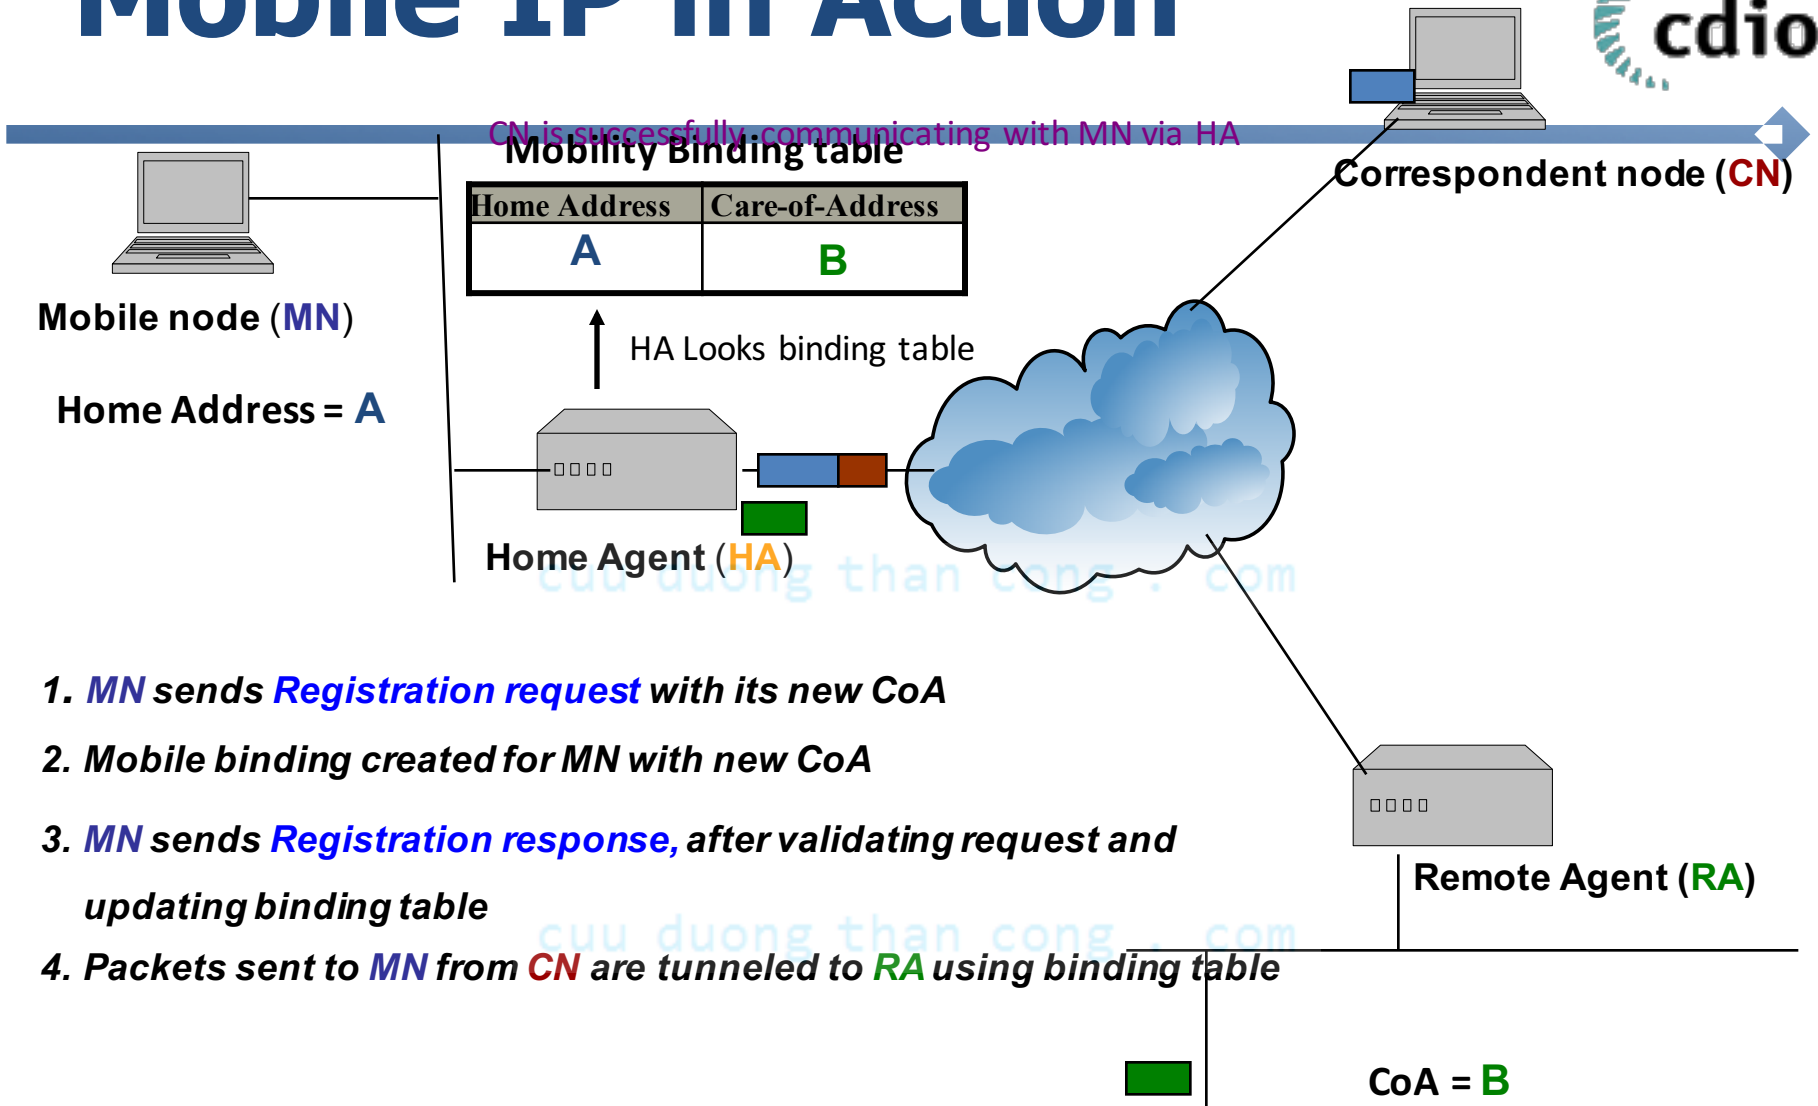 Mobile IP in Action
cdio
CN is successfully communicating with MN via HA
Mobility Binding table
Home Address Care-of-Address
A B
Correspondent node (CN)
Mobile node (MN)
HA Looks binding table
Home Address = A
Home Agent (HA)
cuu duong than cong . com
1. MN sends Registration request with its new CoA
2. Mobile binding created for MN with new CoA
3. MN sends Registration response, after validating request and
updating binding table
Remote Agent (RA)
cuu duong than cong . com
4. Packets sent to MN from CN are tunneled to RA using binding table
CoA = B